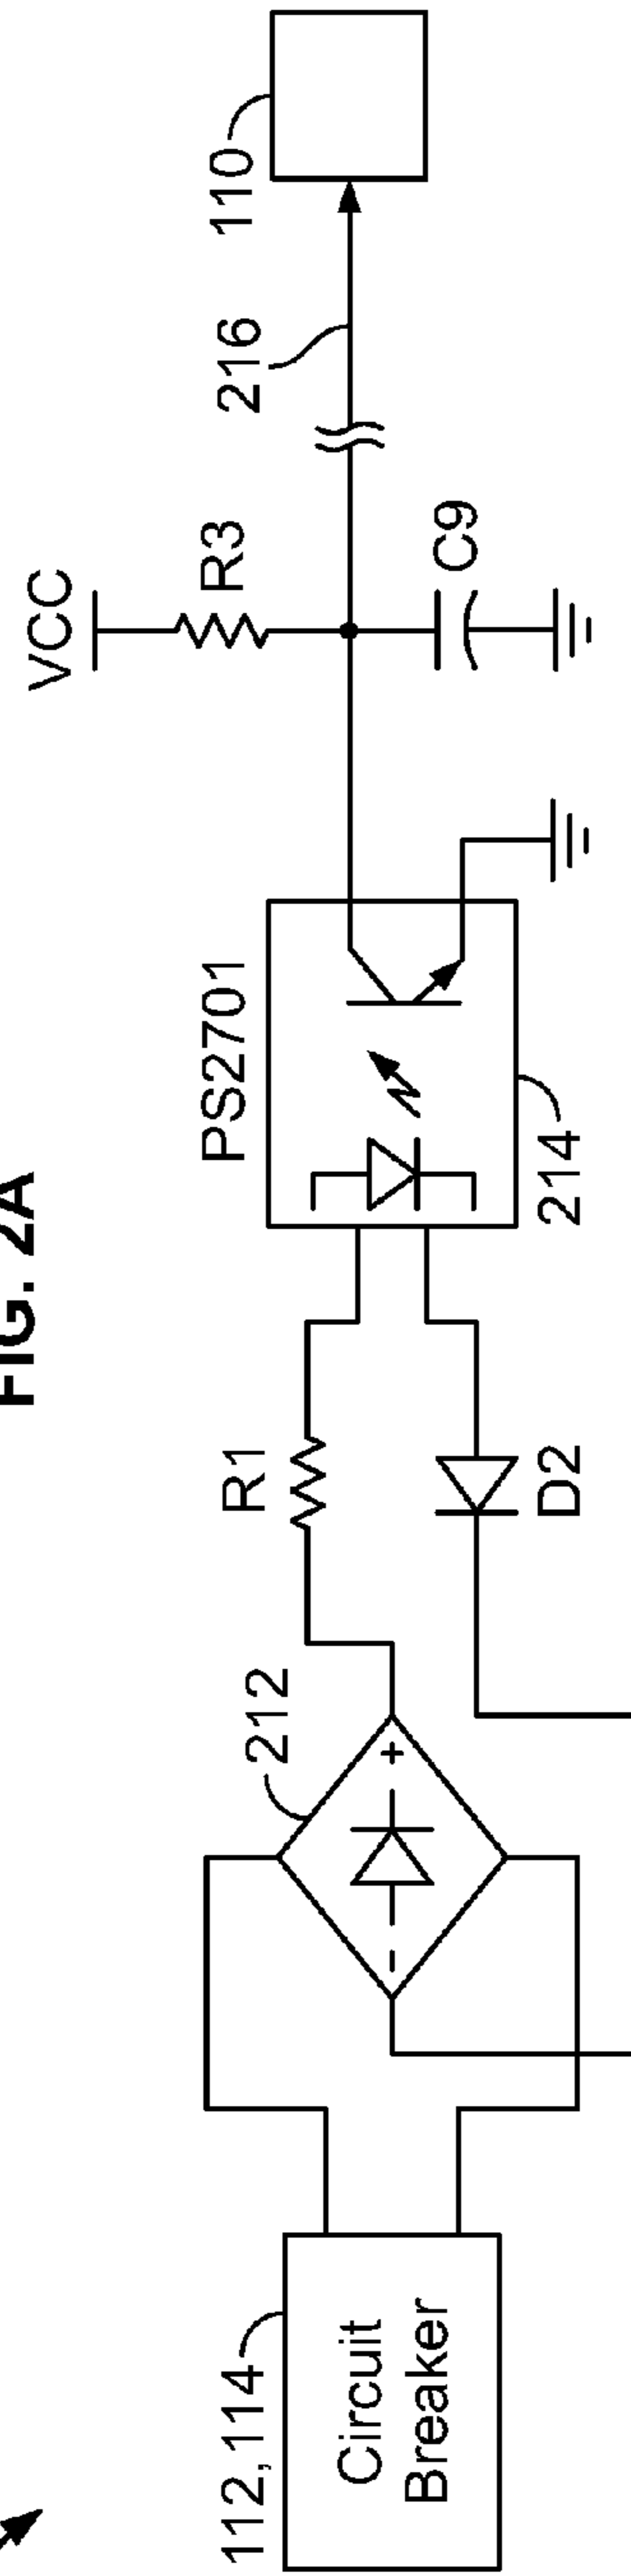 FIG. 2A
112,114
Circuit
Breaker
212
+
-
R1
D2
PS2701
214
VCC
R3
C9
216
110